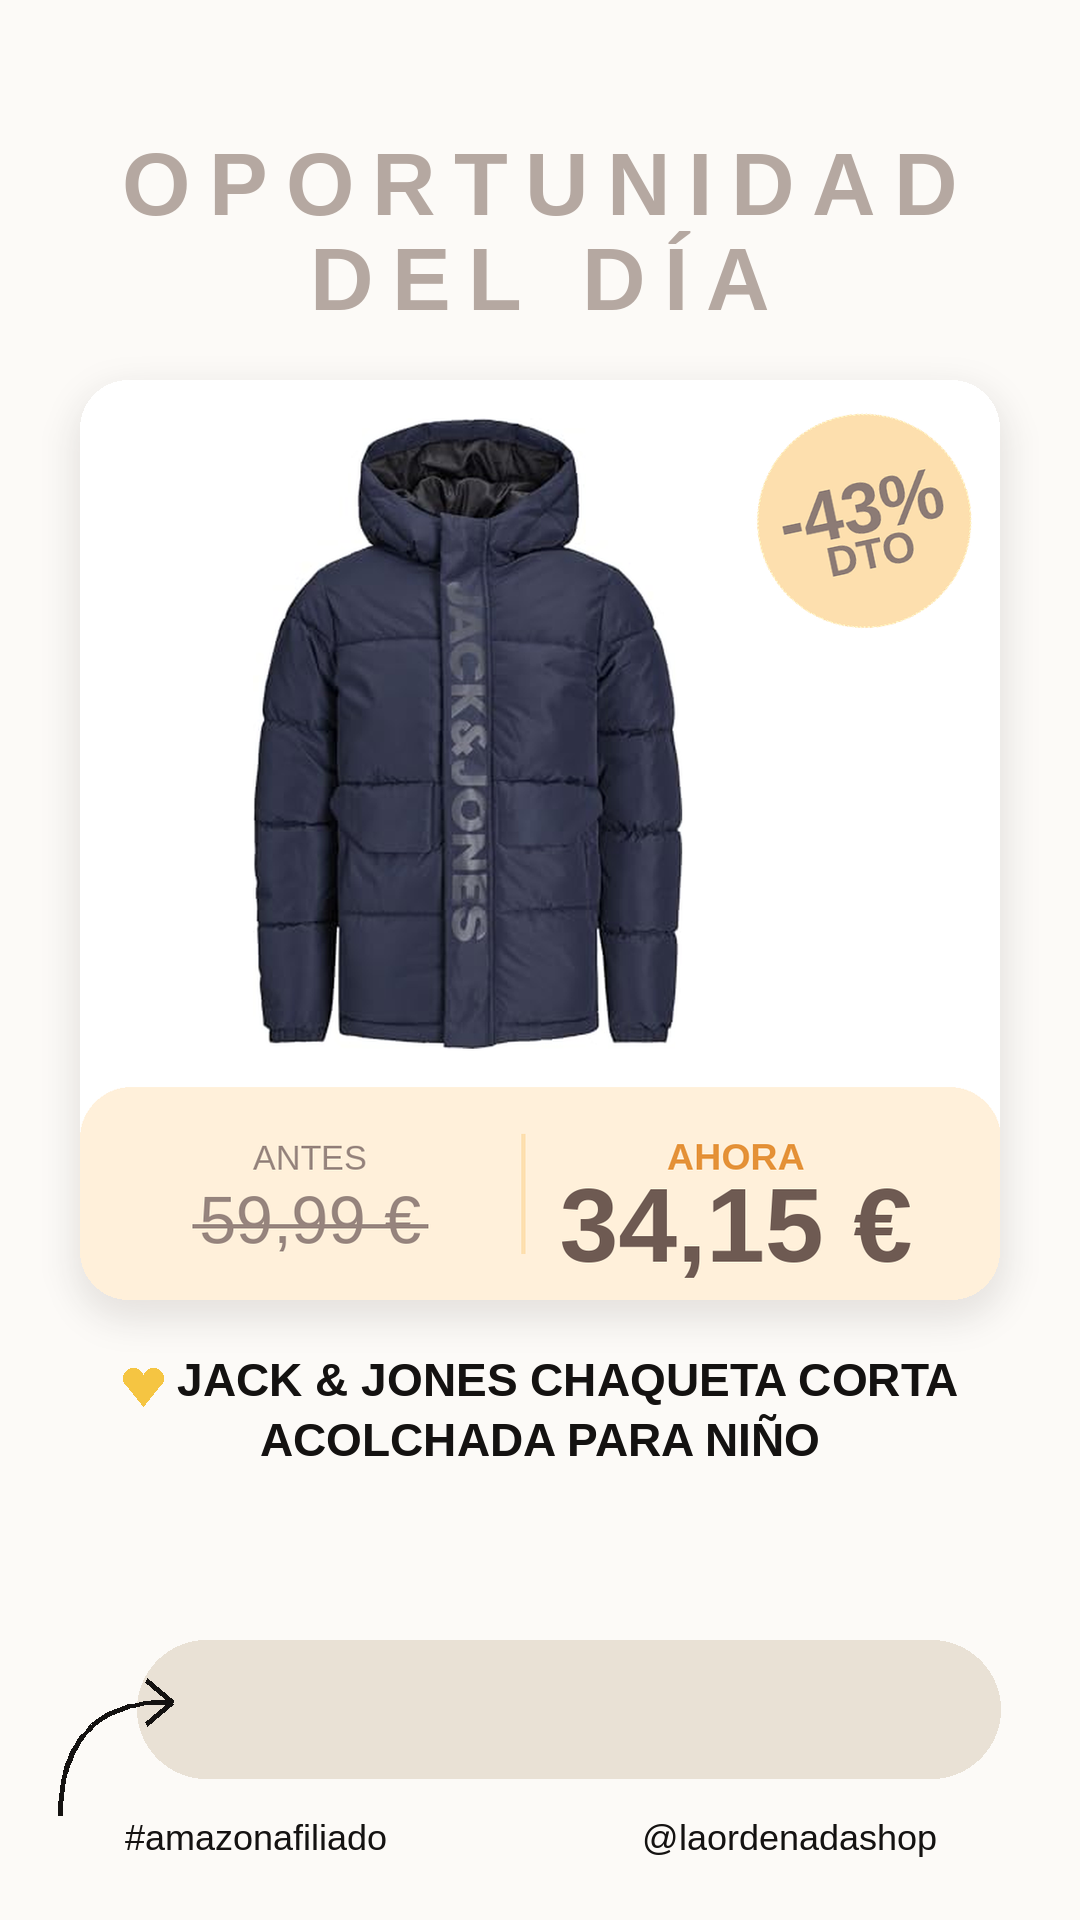 OPORTUNIDAD
DEL DÍA
-43%
DTO
JACK&JONES
ANTES
59,99 €
AHORA
34,15 €
💛 JACK & JONES CHAQUETA CORTA
ACOLCHADA PARA NIÑO
#amazonafiliado
@laordenadashop